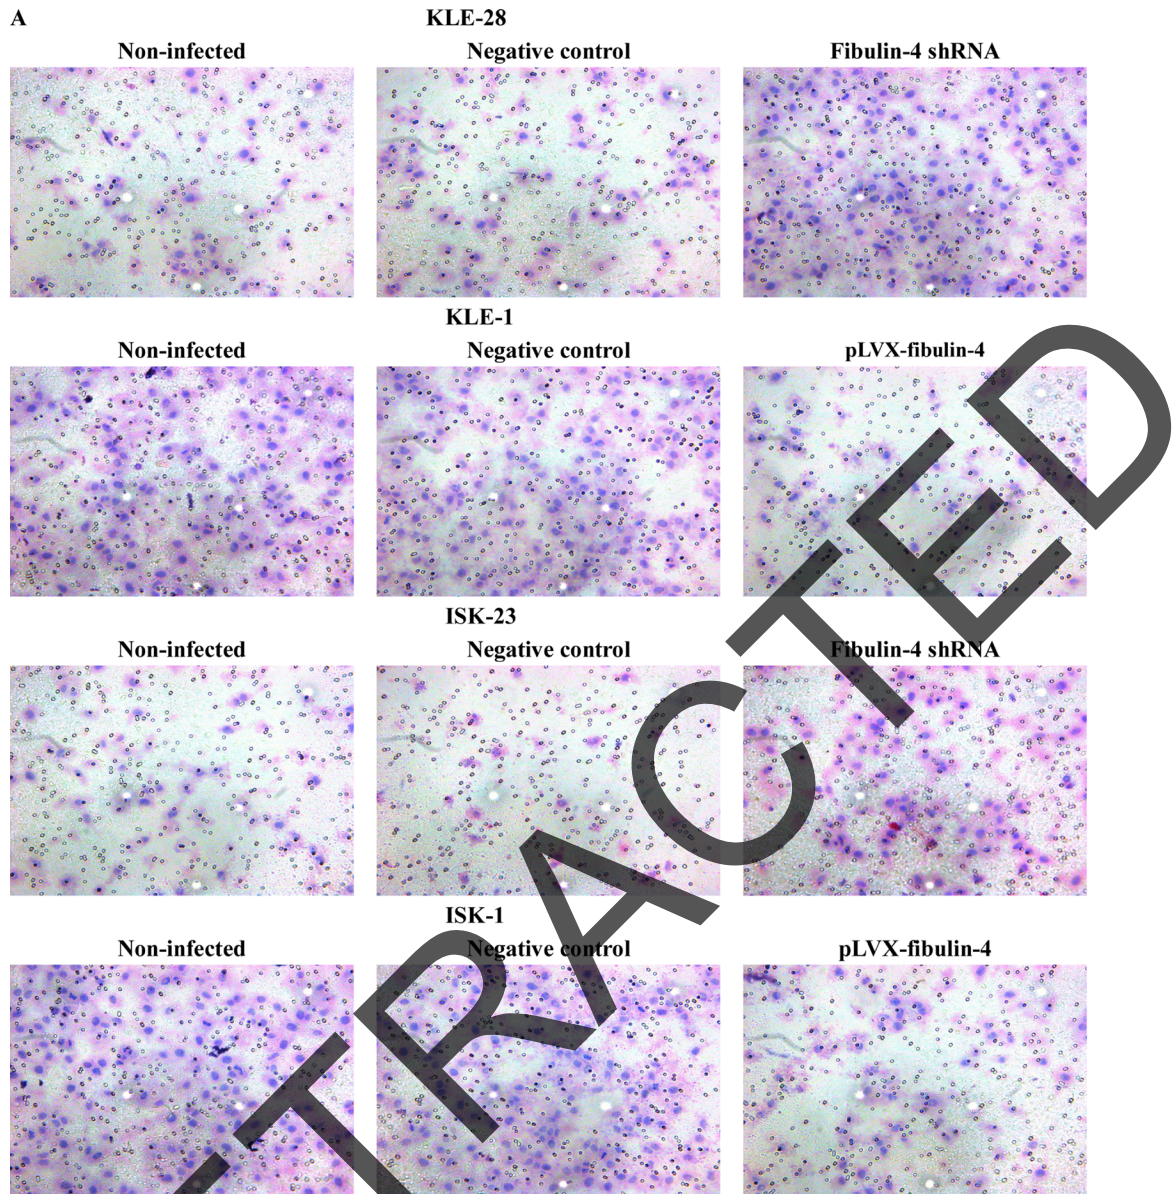 A
KLE-28
Non-infected Negative control Fibulin-4 shRNA
KLE-1
Non-infected Negative control pLVX-fibulin-4
ISK-23
Non-infected Negative control Fibulin-4 shRNA
ISK-1
Non-infected Negative control pLVX-fibulin-4
TRACTED